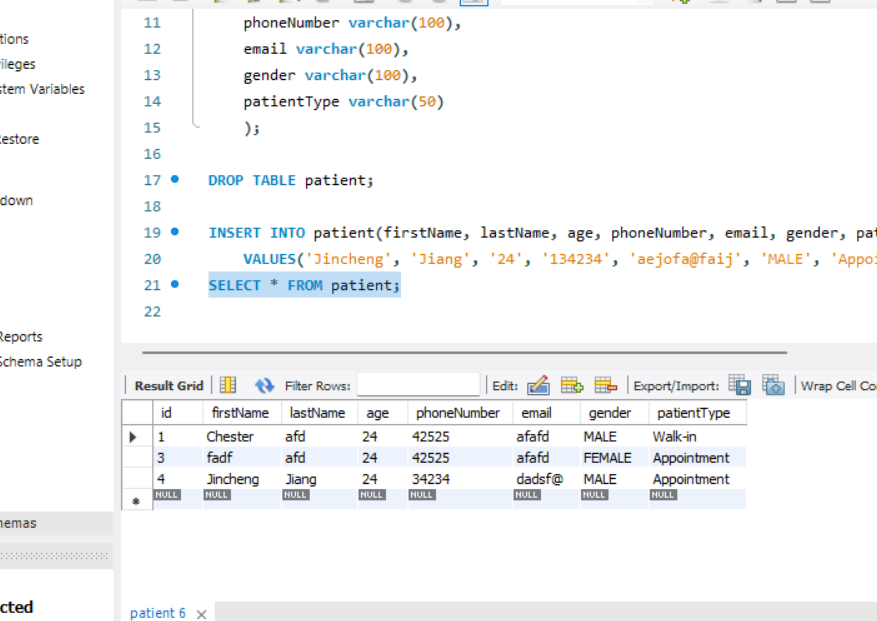 tions
ileges
stem Variables
Restore
down
Reports
Schema Setup
hemas
cted
11 phoneNumber varchar(100),
12 email varchar(100),
13 gender varchar(100),
14 patientType varchar(50)
15 );
16
17 DROP TABLE patient;
18
19 INSERT INTO patient(firstName, lastName, age, phoneNumber, email, gender, pat
20 VALUES('Jincheng', 'Jiang', '24', '134234', 'aejofa@faij', 'MALE', 'Appoi
21 SELECT * FROM patient;
22
Result Grid Filter Rows: Edit: Export/Import: Wrap Cell Co
id firstName lastName age phoneNumber email gender patientType
1 Chester afd 24 42525 afafd MALE Walk-in
3 fadf afd 24 42525 afafd FEMALE Appointment
4 Jincheng Jiang 24 34234 dadsf@ MALE Appointment
NULL NULL NULL NULL NULL NULL NULL NULL
patient 6